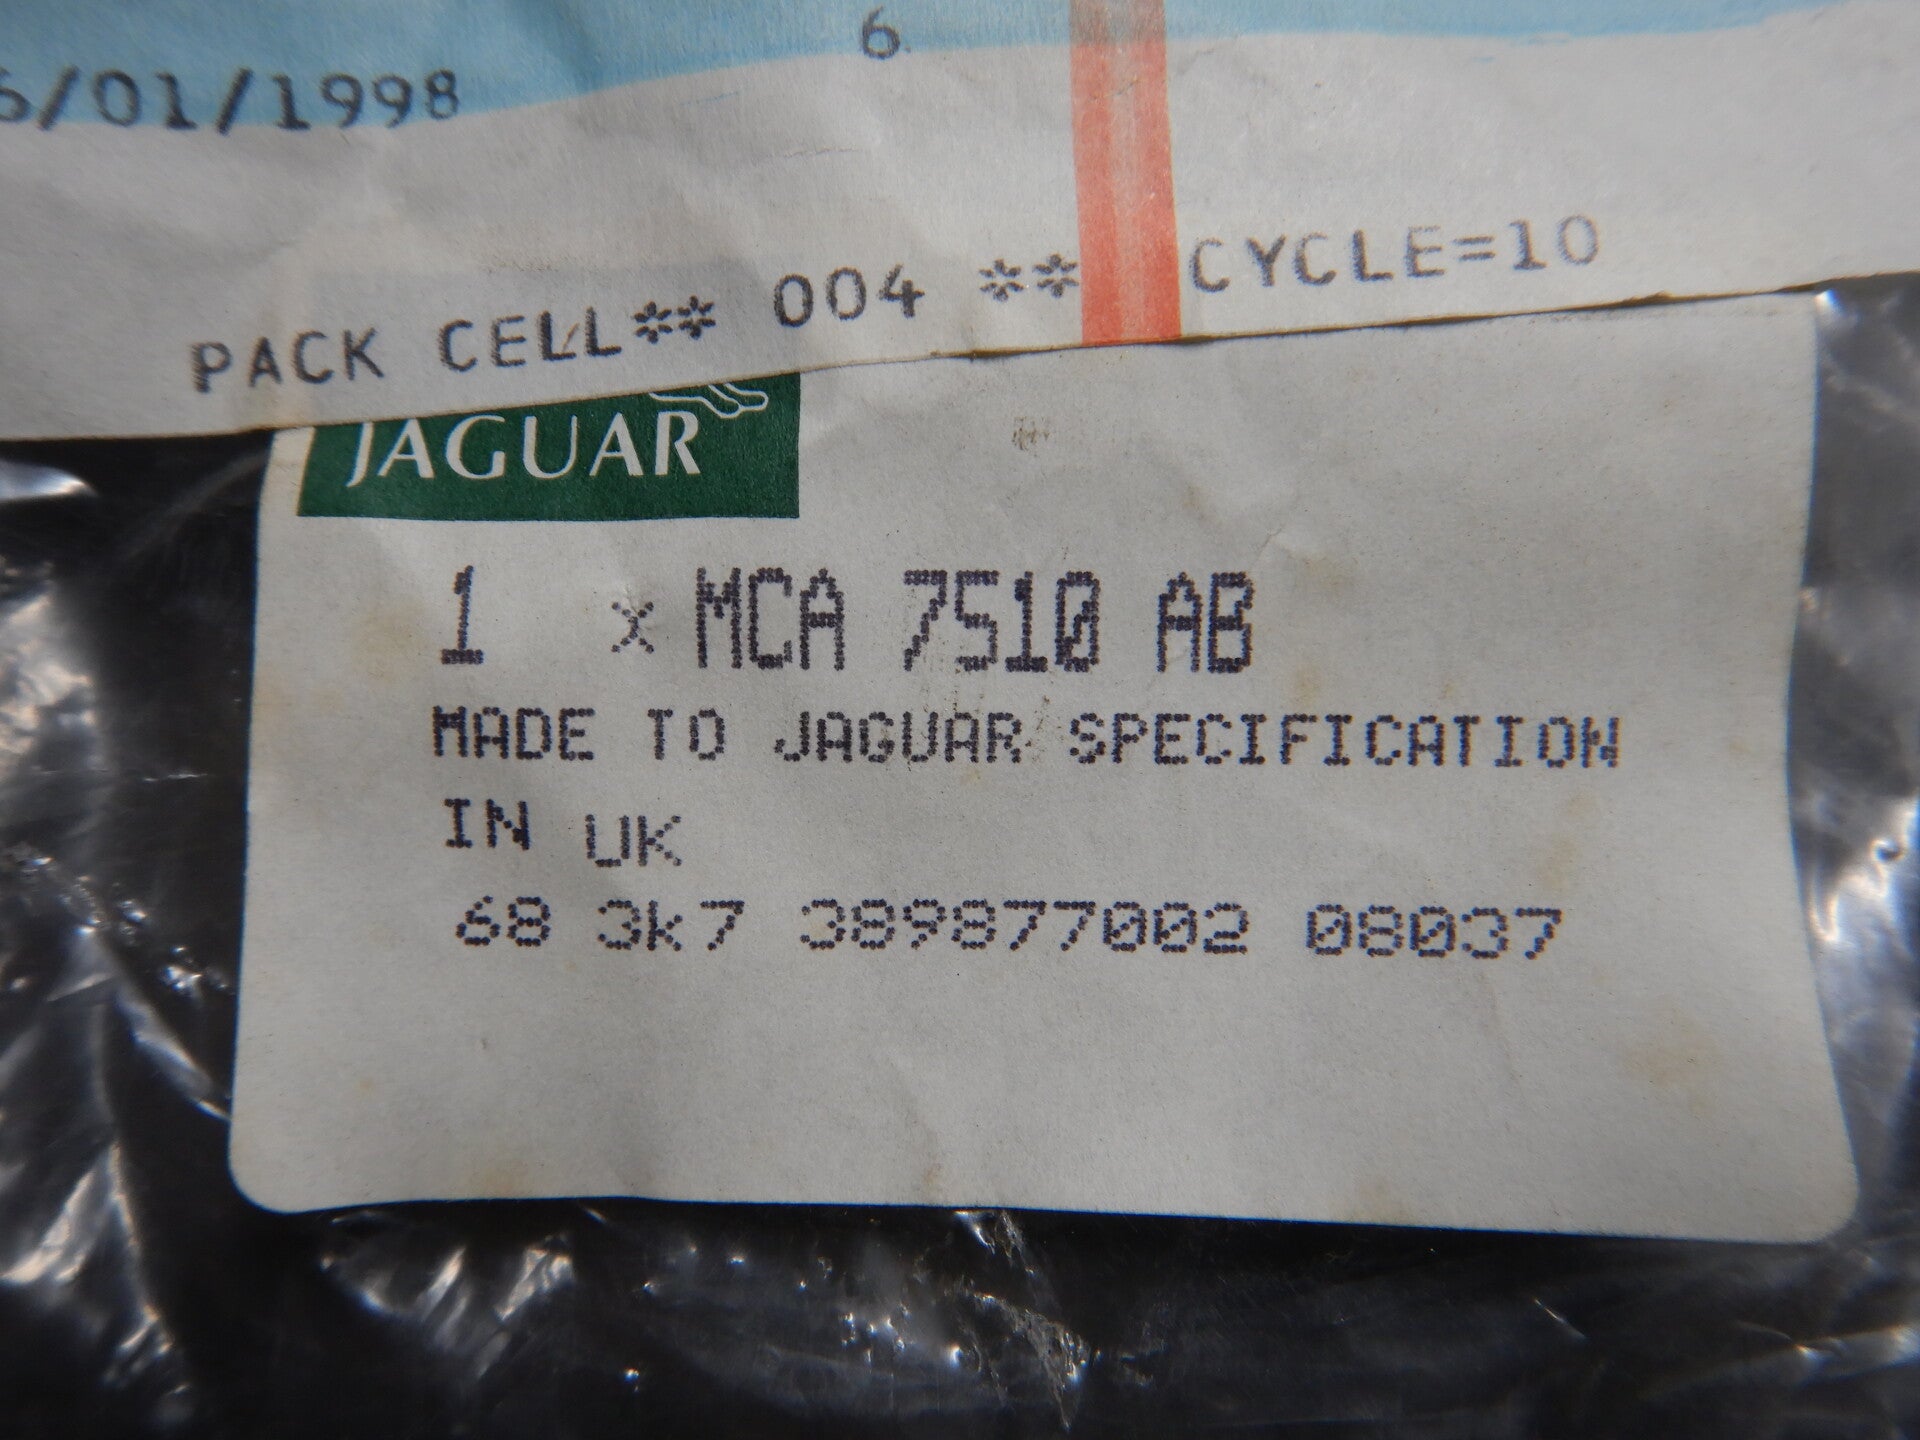 6
6/01/1998
PACK CELL** 004 ** CYCLE=10
JAGUAR
1 x MCA 7510 AB
MADE TO JAGUAR SPECIFICATION
IN UK
68 3k7 389877002 08037